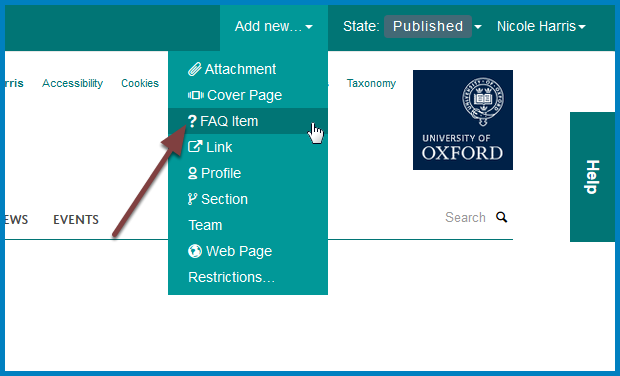 Add new... State: Published Nicole Harris
Attachment
Cover Page
FAQ Item
Link
Profile
Section
Team
Web Page
Restrictions...
rris Accessibility Cookies Taxonomy
UNIVERSITY OF
OXFORD
Help
EWS EVENTS Search